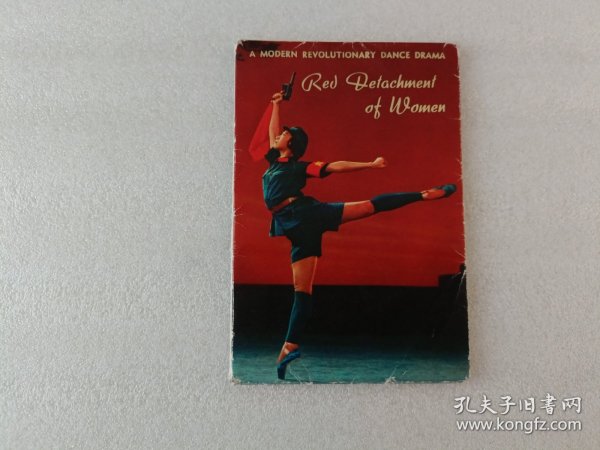 A MODERN REVOLUTIONARY DANCE DRAMA
Red Detachment
of Women
孔夫子旧书网
www.kongfz.com